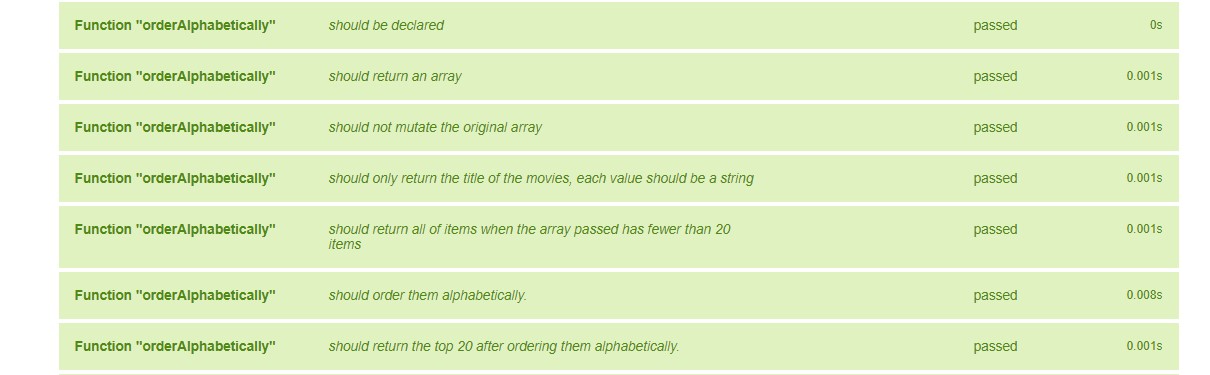 Function "orderAlphabetically" should be declared passed 0s
Function "orderAlphabetically" should return an array passed 0.001s
Function "orderAlphabetically" should not mutate the original array passed 0.001s
Function "orderAlphabetically" should only return the title of the movies, each value should be a string passed 0.001s
Function "orderAlphabetically" should return all of items when the array passed has fewer than 20 passed 0.001s
items
Function "orderAlphabetically" should order them alphabetically. passed 0.008s
Function "orderAlphabetically" should return the top 20 after ordering them alphabetically. passed 0.001s